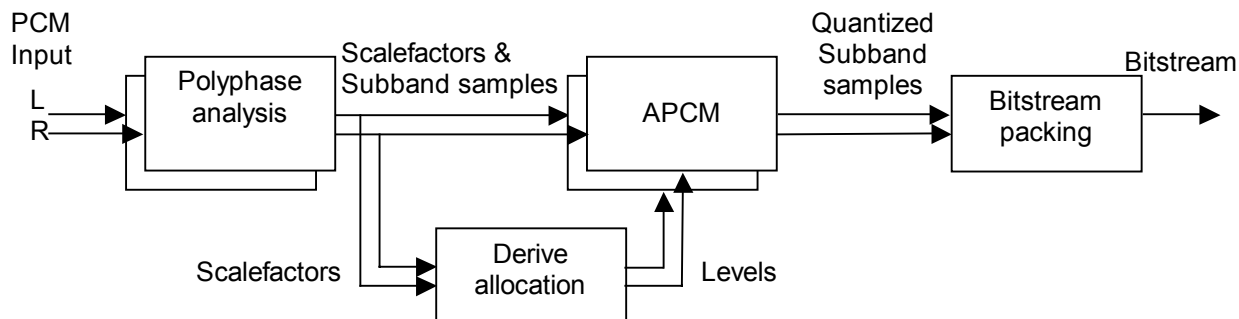 PCM
Input
L
R
Polyphase
analysis
Scalefactors &
Subband samples
APCM
Quantized
Subband
samples
Bitstream
packing
Bitstream
Scalefactors
Derive
allocation
Levels